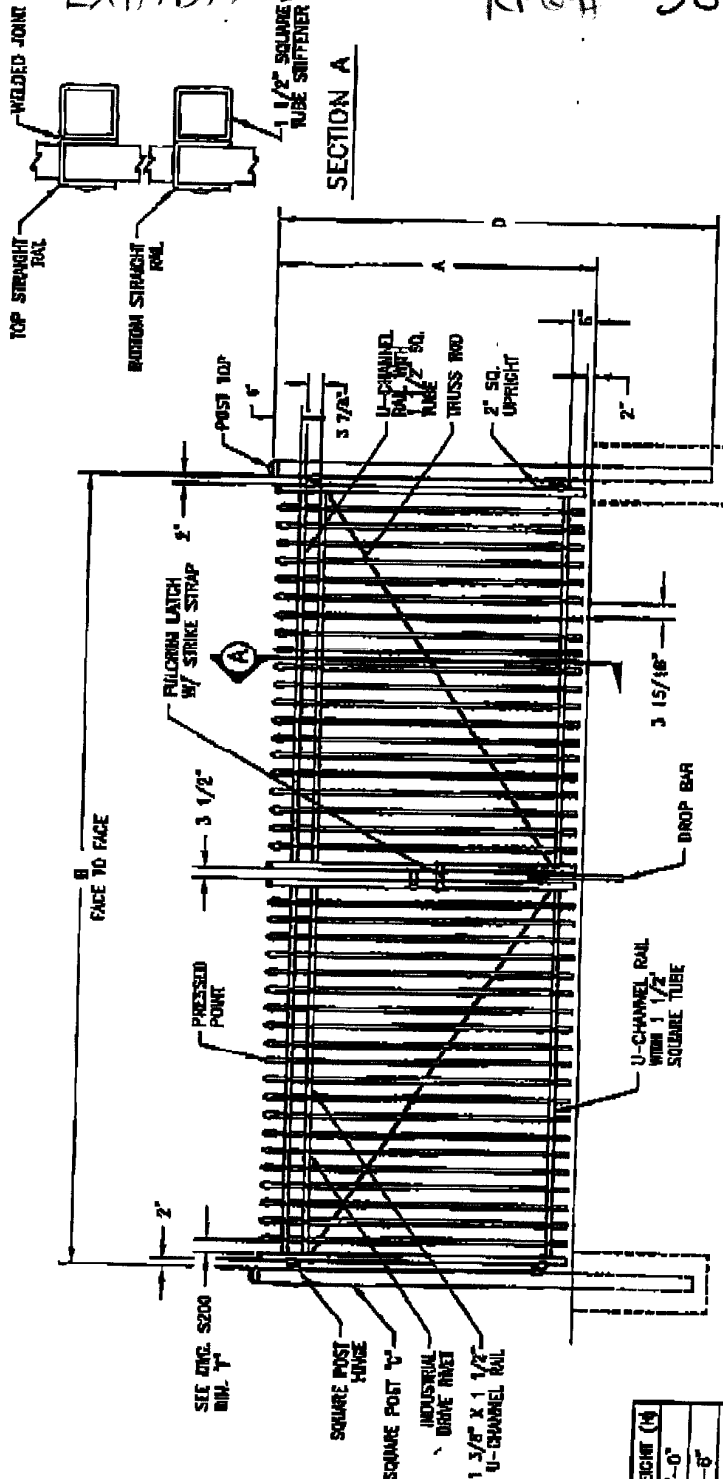 WELDED JOINT
TOP STRAIGHT
RAIL
BOTTOM STRAIGHT
RAIL
1 1/2" SQUARE
TUBE STIFFENER
SECTION A
B
FACE TO FACE
2"
SEE DWG. S200
DIM. "F"
PRESSED
POINT
3 1/2"
FULCRUM LATCH
W/ STRIKE STRAP
A
2"
POST TOP
6"
3 7/8"
U-CHANNEL
RAIL WITH
1 1/2" SQ.
TUBE
TRUSS ROD
2" SQ.
UPRIGHT
A
D
6"
2"
3 15/16"
DROP BAR
U-CHANNEL RAIL
WITH 1 1/2"
SQUARE TUBE
SQUARE POST
HINGE
SQUARE POST "C"
INDUSTRIAL
DRIVE RIVET
1 3/8" X 1 1/2"
U-CHANNEL RAIL